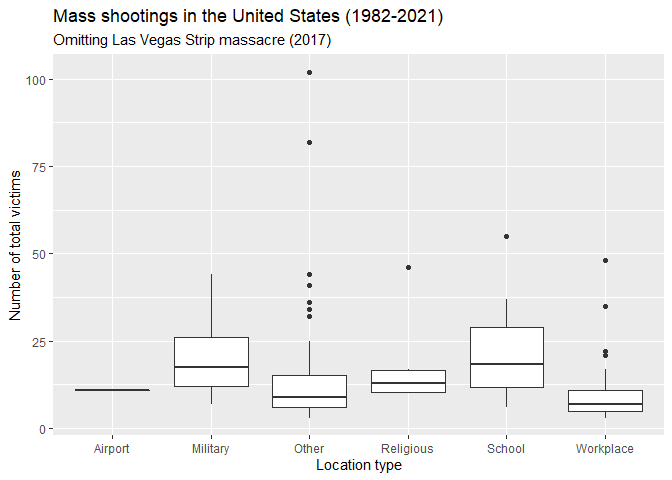 Mass shootings in the United States (1982-2021)
Omitting Las Vegas Strip massacre (2017)
Number of total victims
100
75
50
25
0
Airport Military Other Religious School Workplace
Location type